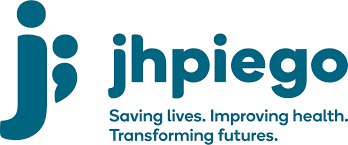 jhpiego
Saving lives. Improving health.
Transforming futures.